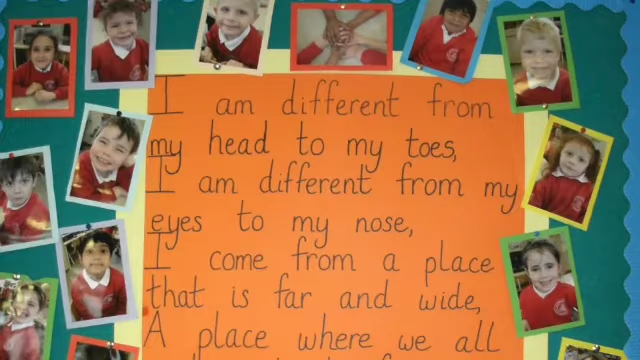 I am different from
my head to my toes,
I am different from my
eyes to my nose,
I come from a place
that is far and wide,
A place where we all